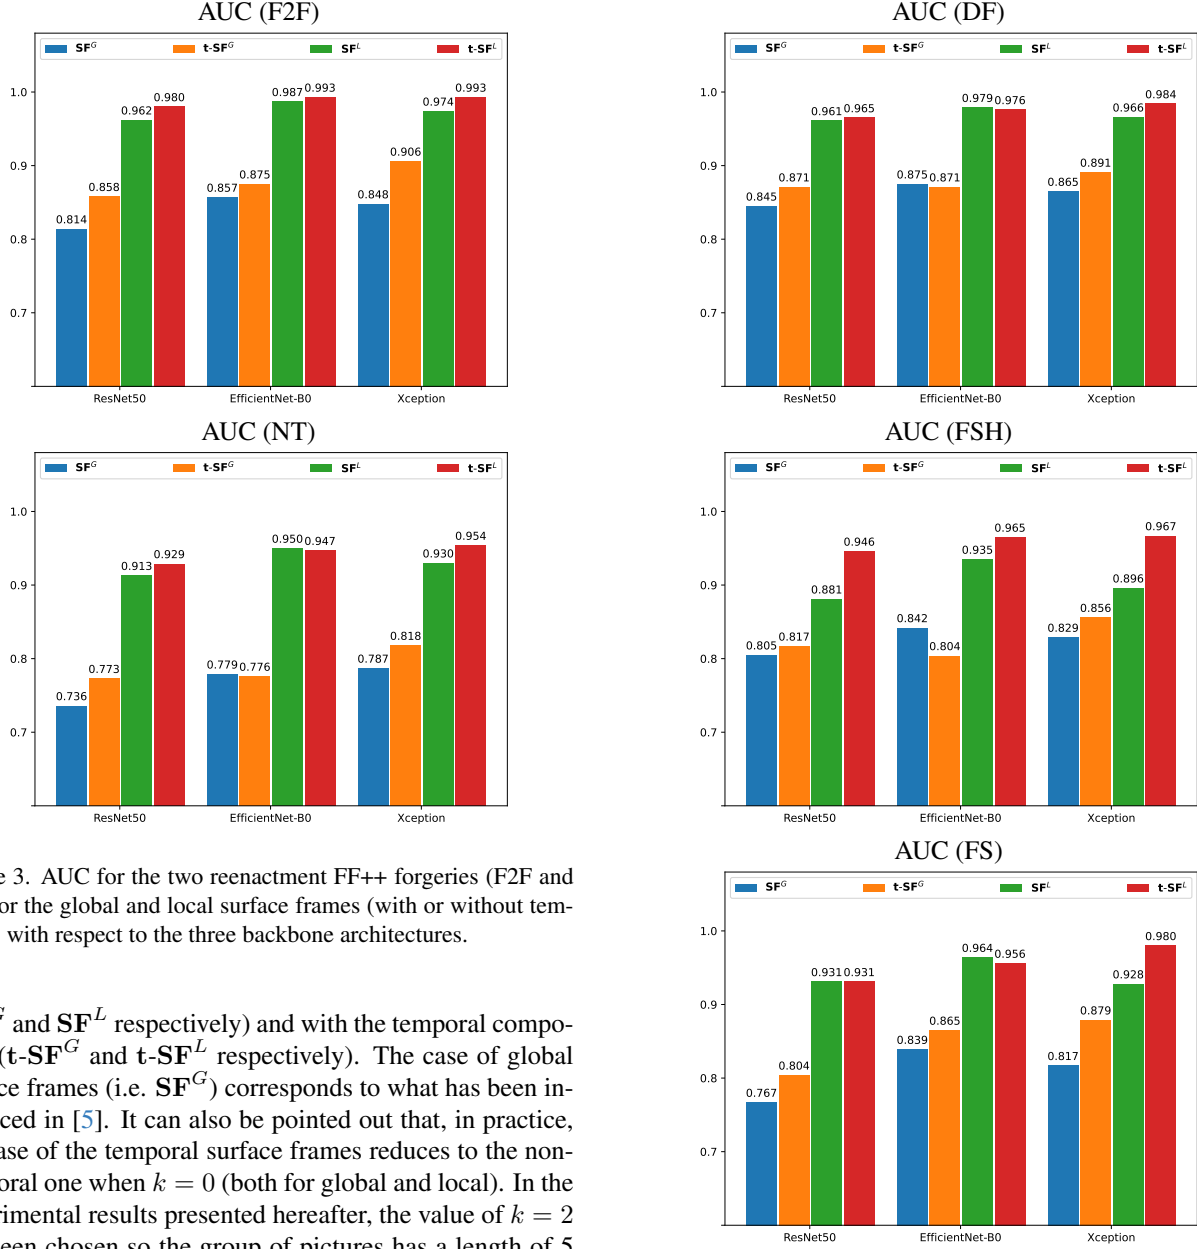 AUC (F2F)
SF^G t-SF^G SF^L t-SF^L
1.0
0.9
0.8
0.7
0.814 0.858 0.962 0.980
0.857 0.875 0.987 0.993
0.848 0.906 0.974 0.993
ResNet50 EfficientNet-B0 Xception
AUC (NT)
SF^G t-SF^G SF^L t-SF^L
1.0
0.9
0.8
0.7
0.736 0.773 0.913 0.929
0.779 0.776 0.950 0.947
0.787 0.818 0.930 0.954
ResNet50 EfficientNet-B0 Xception
e 3. AUC for the two reenactment FF++ forgeries (F2F and
or the global and local surface frames (with or without tem-
with respect to the three backbone architectures.
G and SF^L respectively) and with the temporal compo-
(t-SF^G and t-SF^L respectively). The case of global
ce frames (i.e. SF^G) corresponds to what has been in-
ced in [5]. It can also be pointed out that, in practice,
ase of the temporal surface frames reduces to the non-
oral one when k = 0 (both for global and local). In the
rimental results presented hereafter, the value of k = 2
een chosen so the group of pictures has a length of 5
AUC (DF)
SF^G t-SF^G SF^L t-SF^L
1.0
0.9
0.8
0.7
0.845 0.871 0.961 0.965
0.875 0.871 0.979 0.976
0.865 0.891 0.966 0.984
ResNet50 EfficientNet-B0 Xception
AUC (FSH)
SF^G t-SF^G SF^L t-SF^L
1.0
0.9
0.8
0.7
0.805 0.817 0.881 0.946
0.842 0.804 0.935 0.965
0.829 0.856 0.896 0.967
ResNet50 EfficientNet-B0 Xception
AUC (FS)
SF^G t-SF^G SF^L t-SF^L
1.0
0.9
0.8
0.7
0.767 0.804 0.931 0.931
0.839 0.865 0.964 0.956
0.817 0.879 0.928 0.980
ResNet50 EfficientNet-B0 Xception